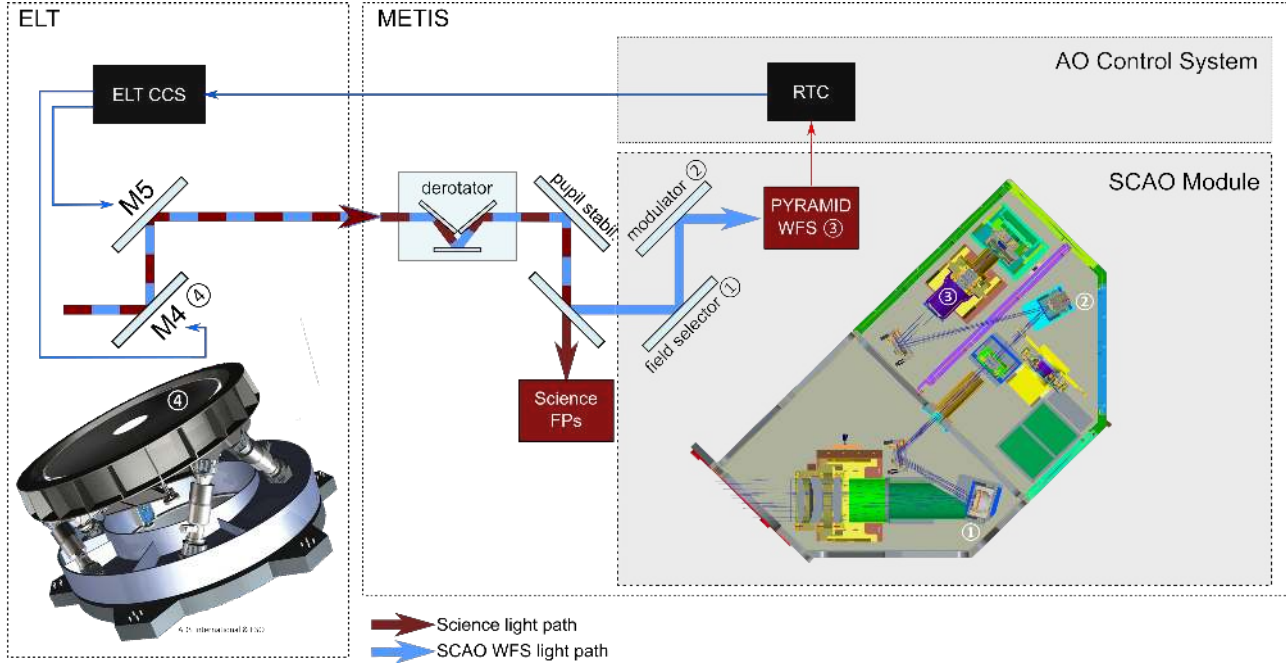 ELT
METIS
AO Control System
ELT CCS
RTC
SCAO Module
M5
derotator
pupil stabil.
modulator ②
PYRAMID
WFS ③
M4 ④
field selector ①
Science
FPs
③
②
①
④
Science light path
SCAO WFS light path